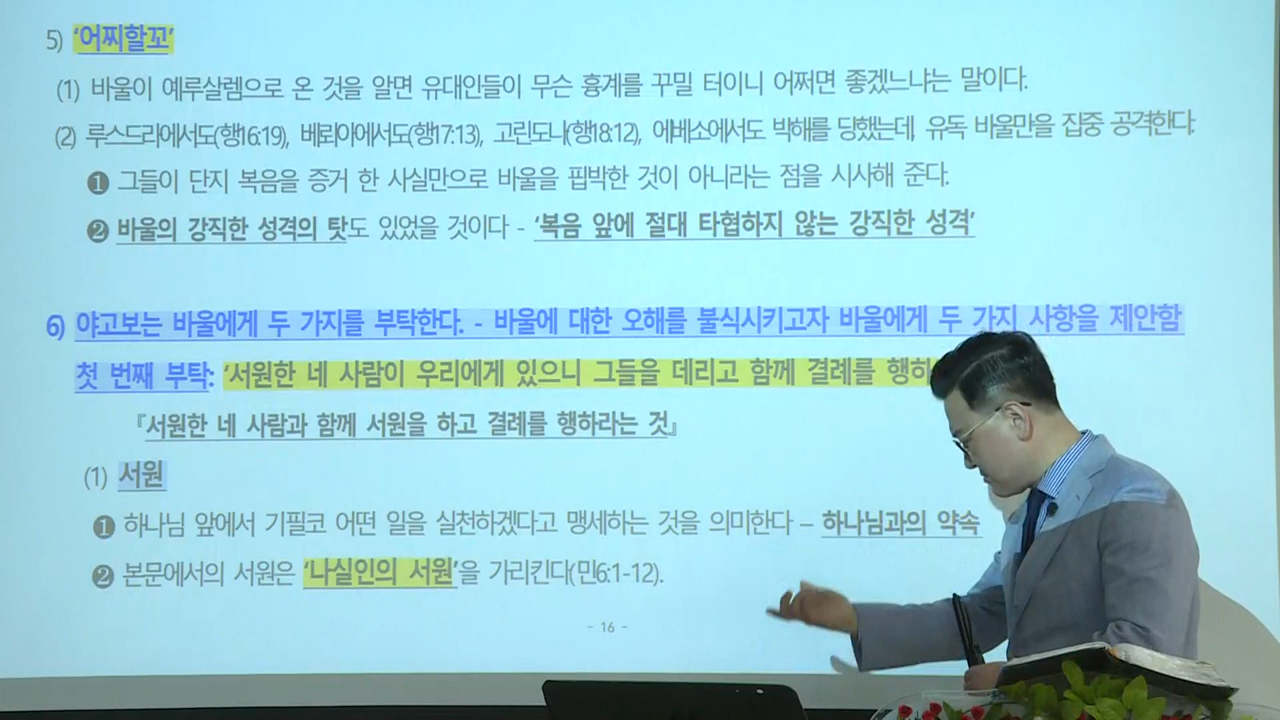 5) ‘어찌할꼬’
(1) 바울이 예루살렘으로 온 것을 알면 유대인들이 무슨 흉계를 꾸밀 터이니 어쩌면 좋겠느냐는 말이다.
(2) 루스드라에서도(행16:19), 베뢰아에서도(행17:13), 고린도나(행18:12), 에베소에서도 박해를 당했는데, 유독 바울만을 집중 공격한다.
❶ 그들이 단지 복음을 증거 한 사실만으로 바울을 핍박한 것이 아니라는 점을 시사해 준다.
❷ 바울의 강직한 성격의 탓도 있었을 것이다 - ‘복음 앞에 절대 타협하지 않는 강직한 성격’
6) 야고보는 바울에게 두 가지를 부탁한다. - 바울에 대한 오해를 불식시키고자 바울에게 두 가지 사항을 제안함
첫 번째 부탁: ‘서원한 네 사람이 우리에게 있으니 그들을 데리고 함께 결례를 행하
『서원한 네 사람과 함께 서원을 하고 결례를 행하라는 것』
(1) 서원
❶ 하나님 앞에서 기필코 어떤 일을 실천하겠다고 맹세하는 것을 의미한다 – 하나님과의 약속
❷ 본문에서의 서원은 ‘나실인의 서원’을 가리킨다(민6:1-12).
- 16 -